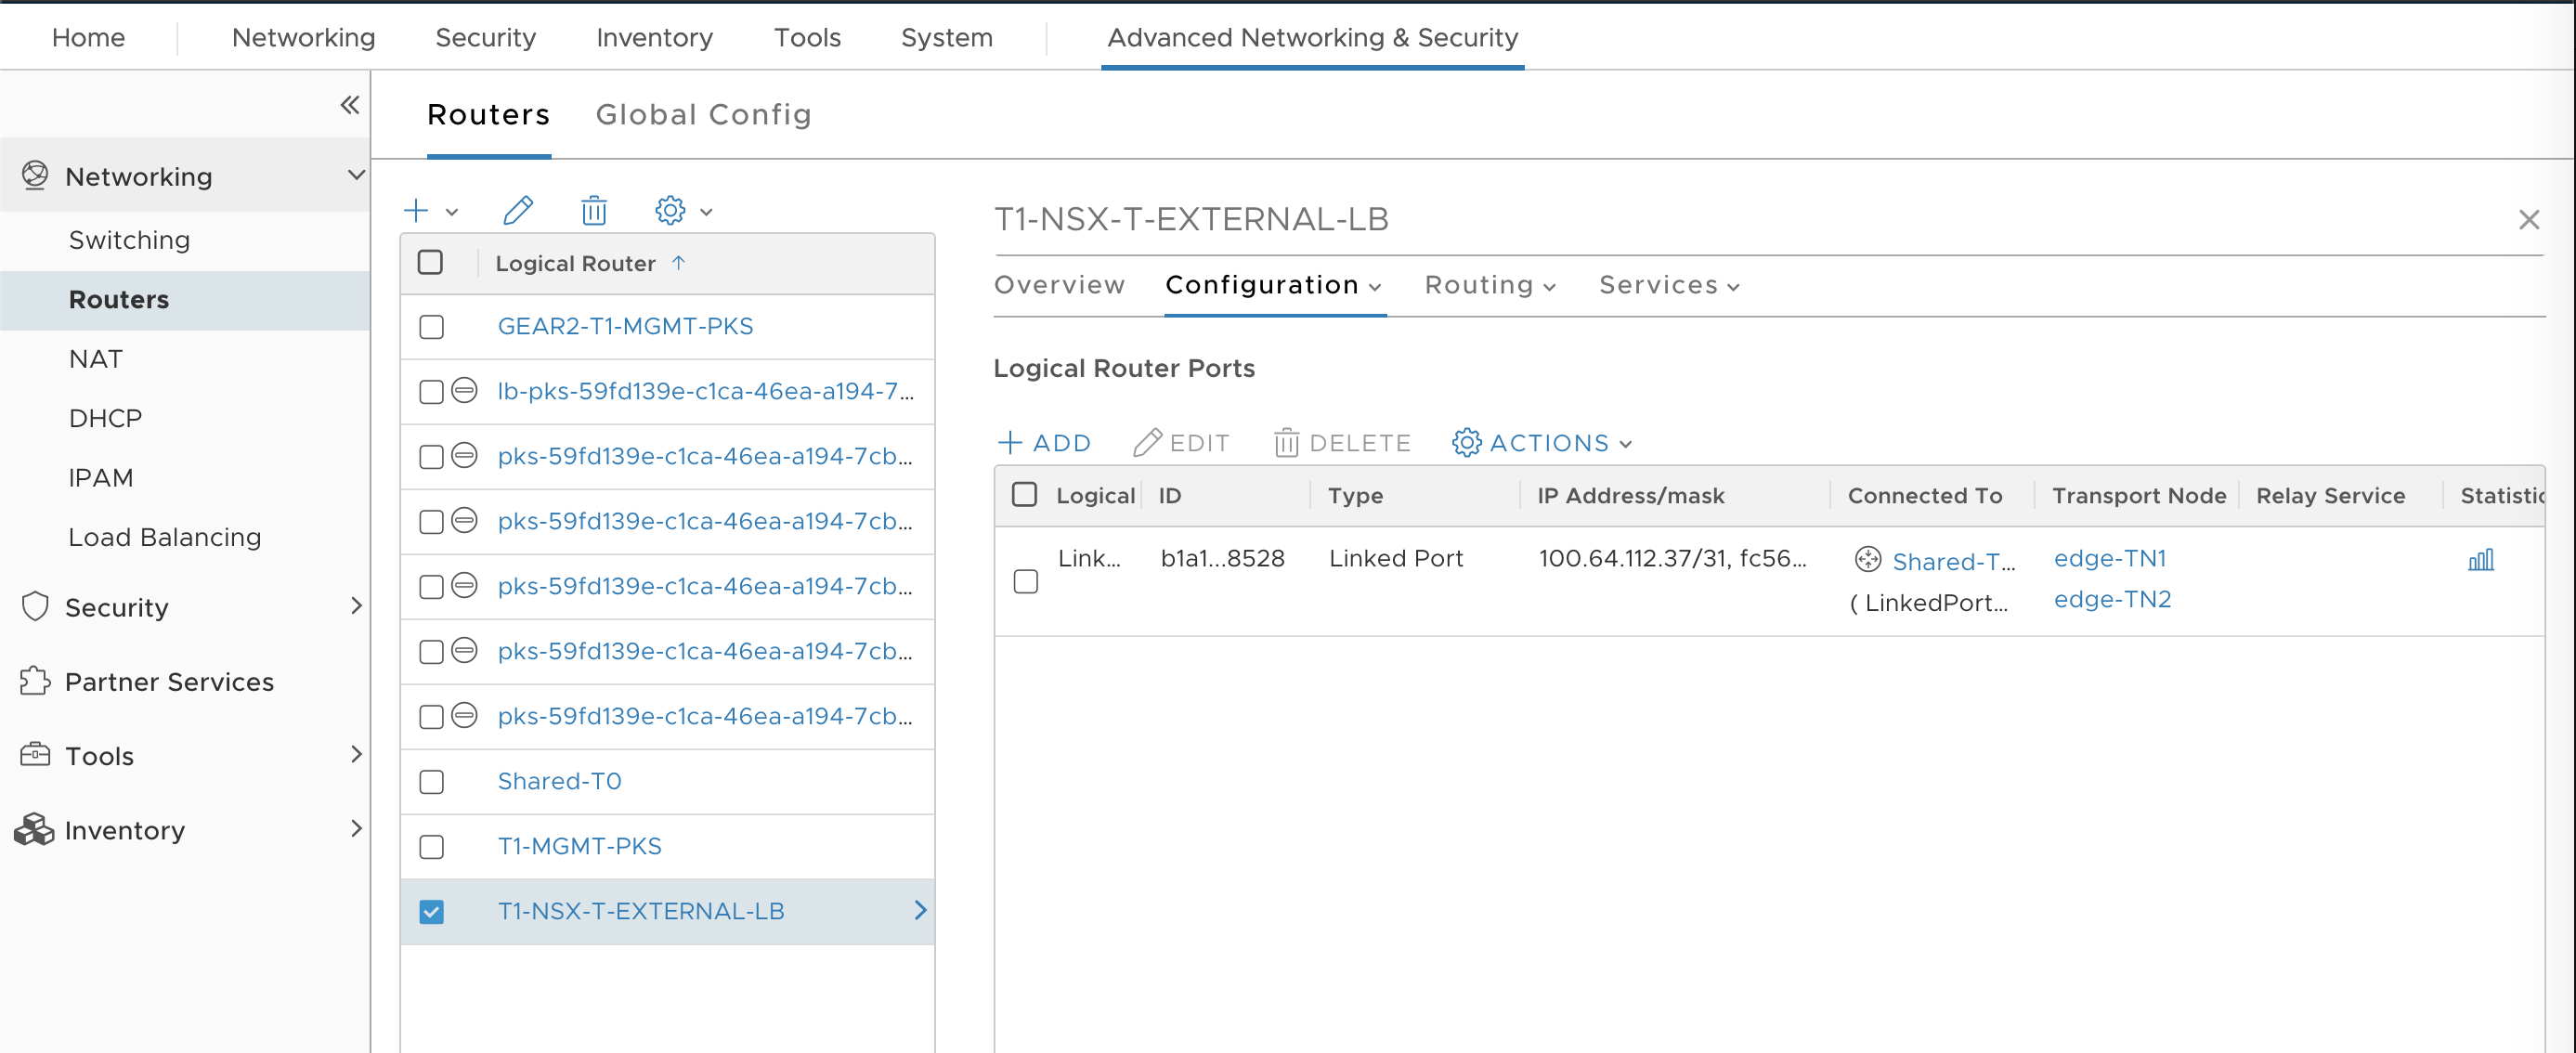 Home Networking Security Inventory Tools System Advanced Networking & Security
Networking
Switching
Routers
NAT
DHCP
IPAM
Load Balancing
Security
Partner Services
Tools
Inventory
Routers Global Config
Logical Router
GEAR2-T1-MGMT-PKS
lb-pks-59fd139e-c1ca-46ea-a194-7...
pks-59fd139e-c1ca-46ea-a194-7cb...
pks-59fd139e-c1ca-46ea-a194-7cb...
pks-59fd139e-c1ca-46ea-a194-7cb...
pks-59fd139e-c1ca-46ea-a194-7cb...
pks-59fd139e-c1ca-46ea-a194-7cb...
Shared-T0
T1-MGMT-PKS
T1-NSX-T-EXTERNAL-LB
T1-NSX-T-EXTERNAL-LB
Overview Configuration Routing Services
Logical Router Ports
ADD EDIT DELETE ACTIONS
Logical ID Type IP Address/mask Connected To Transport Node Relay Service Statistic
Link... b1a1...8528 Linked Port 100.64.112.37/31, fc56... Shared-T... edge-TN1
( LinkedPort... edge-TN2